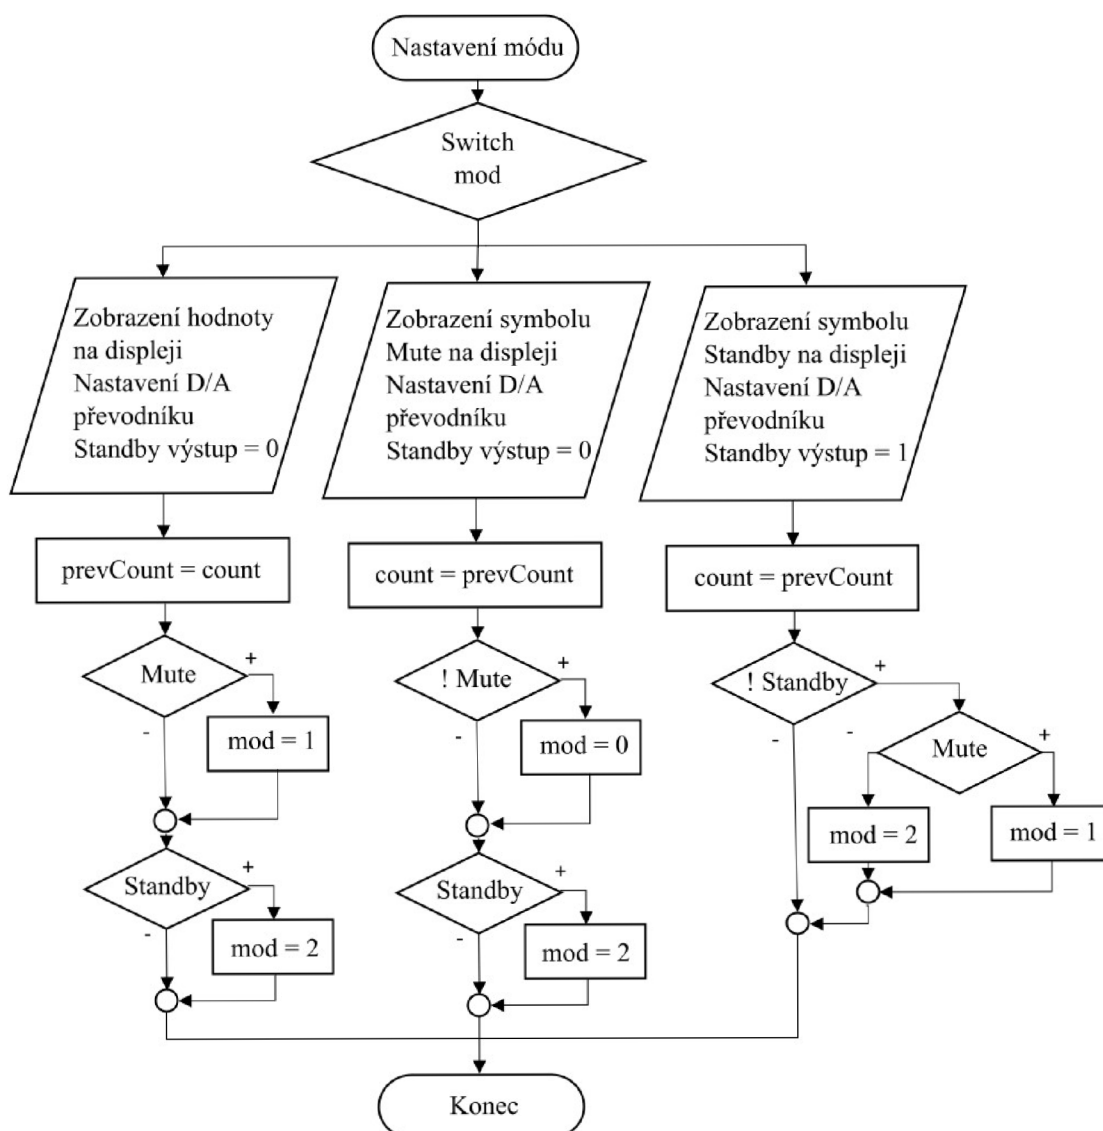 Nastavení módu
Switch
mod
Zobrazení hodnoty
na displeji
Nastavení D/A
převodníku
Standby výstup = 0
Zobrazení symbolu
Mute na displeji
Nastavení D/A
převodníku
Standby výstup = 0
Zobrazení symbolu
Standby na displeji
Nastavení D/A
převodníku
Standby výstup = 1
prevCount = count
count = prevCount
count = prevCount
Mute
+
-
mod = 1
! Mute
+
-
mod = 0
! Standby
+
-
Mute
+
-
mod = 2
mod = 1
Standby
+
-
mod = 2
Standby
+
-
mod = 2
Konec